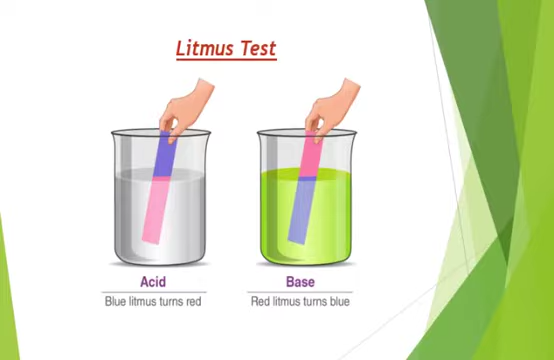 Litmus Test
Acid
Blue litmus turns red
Base
Red litmus turns blue